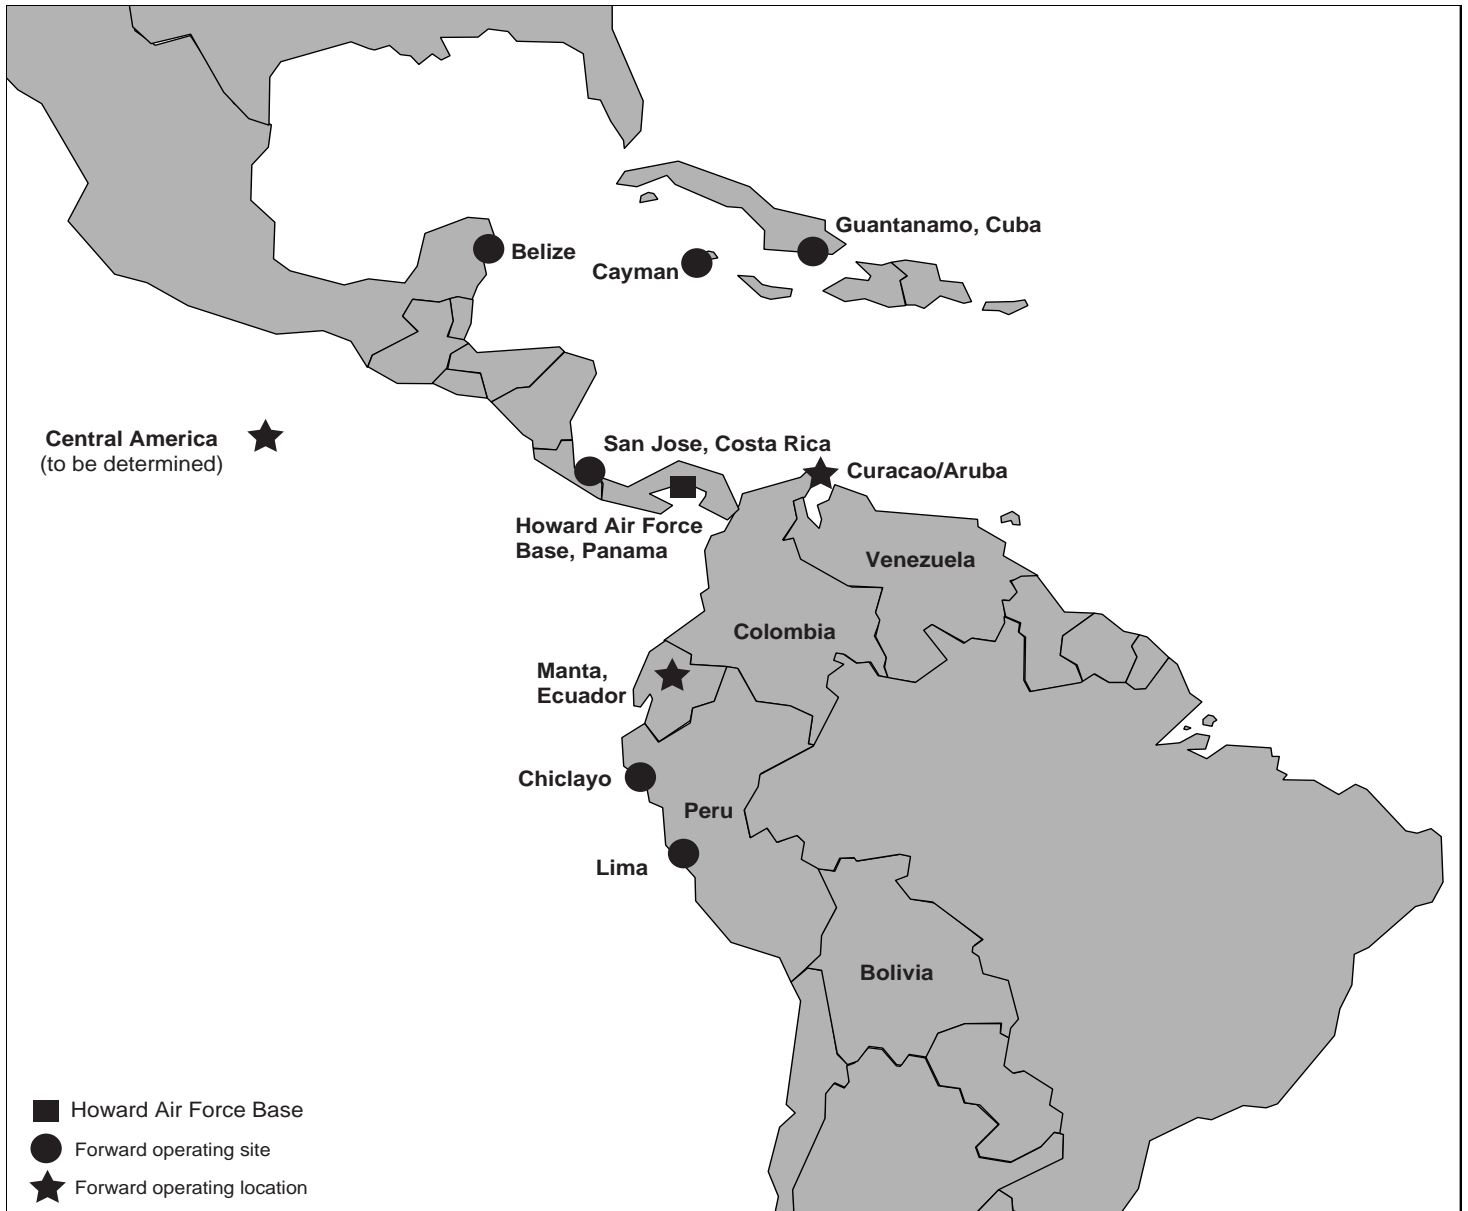 Guantanamo, Cuba
Belize
Cayman
Central America
(to be determined)
San Jose, Costa Rica
Curacao/Aruba
Howard Air Force
Base, Panama
Venezuela
Colombia
Manta,
Ecuador
Chiclayo
Peru
Lima
Bolivia
Howard Air Force Base
Forward operating site
Forward operating location